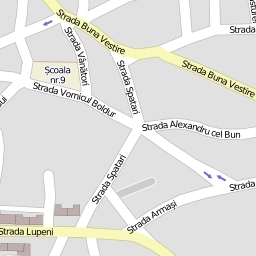 Strada Buna Vestire
Strada Vânători
Strada Spatari
Strada Buna Vestire
Școala
nr.9
Strada Vornicul Boldur
Strada Alexandru cel Bun
Strada Spatari
Strada
Strada Armași
Strada Lupeni